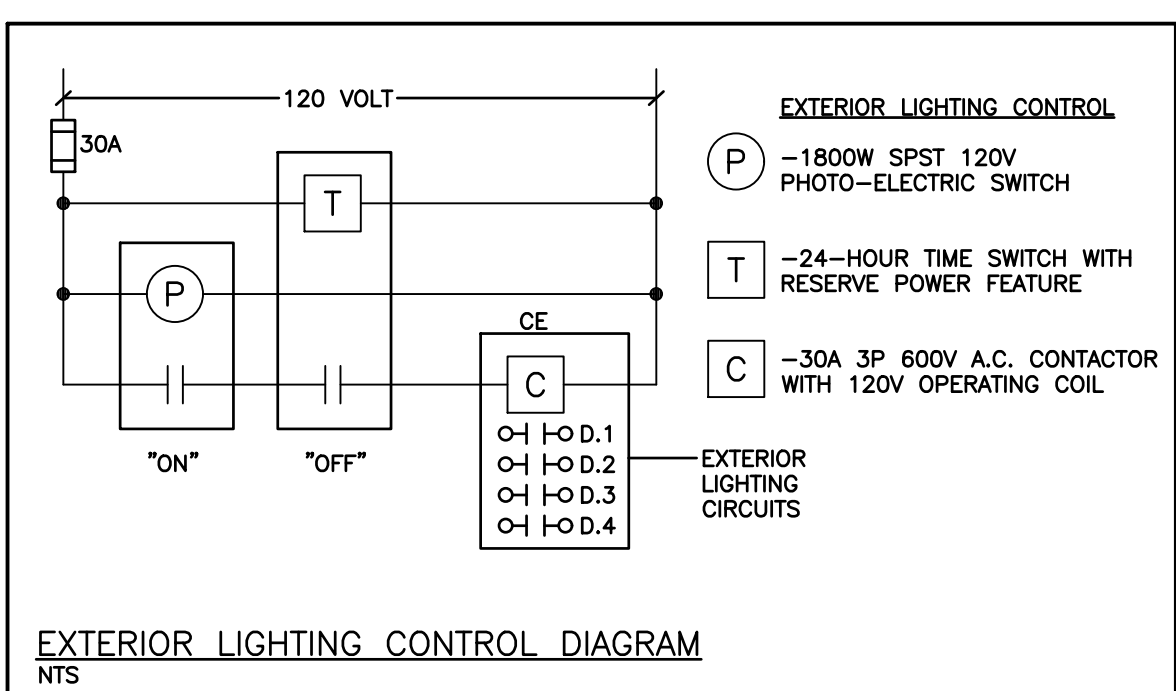 120 VOLT
30A
T
P
CE
C
D.1
D.2
D.3
D.4
"ON"
"OFF"
EXTERIOR
LIGHTING
CIRCUITS
EXTERIOR LIGHTING CONTROL
P
-1800W SPST 120V
PHOTO-ELECTRIC SWITCH
T
-24-HOUR TIME SWITCH WITH
RESERVE POWER FEATURE
C
-30A 3P 600V A.C. CONTACTOR
WITH 120V OPERATING COIL
EXTERIOR LIGHTING CONTROL DIAGRAM
NTS